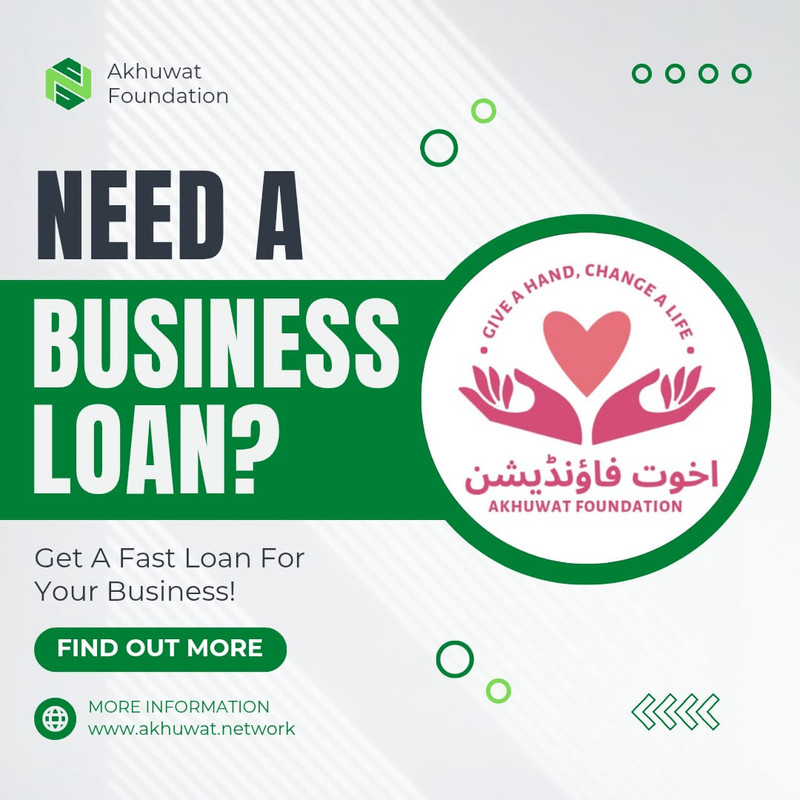 Akhuwat
Foundation
NEED A
BUSINESS
LOAN?
GIVE A HAND, CHANGE A LIFE
اخوت فاؤنڈیشن
AKHUWAT FOUNDATION
Get A Fast Loan For
Your Business!
FIND OUT MORE
MORE INFORMATION
www.akhuwat.network